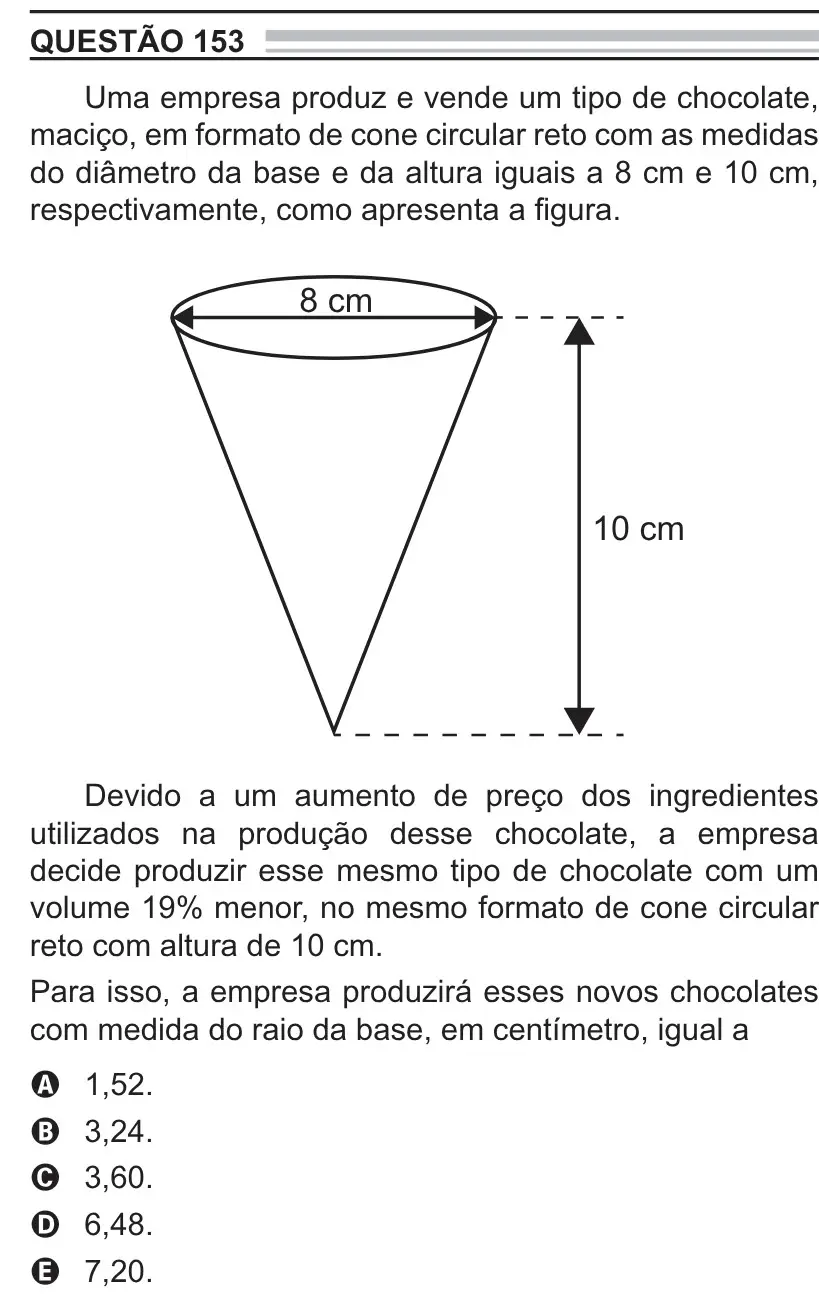 QUESTÃO 153
Uma empresa produz e vende um tipo de chocolate,
maciço, em formato de cone circular reto com as medidas
do diâmetro da base e da altura iguais a 8 cm e 10 cm,
respectivamente, como apresenta a figura.
8 cm
10 cm
Devido a um aumento de preço dos ingredientes
utilizados na produção desse chocolate, a empresa
decide produzir esse mesmo tipo de chocolate com um
volume 19% menor, no mesmo formato de cone circular
reto com altura de 10 cm.
Para isso, a empresa produzirá esses novos chocolates
com medida do raio da base, em centímetro, igual a
A 1,52.
B 3,24.
C 3,60.
D 6,48.
E 7,20.